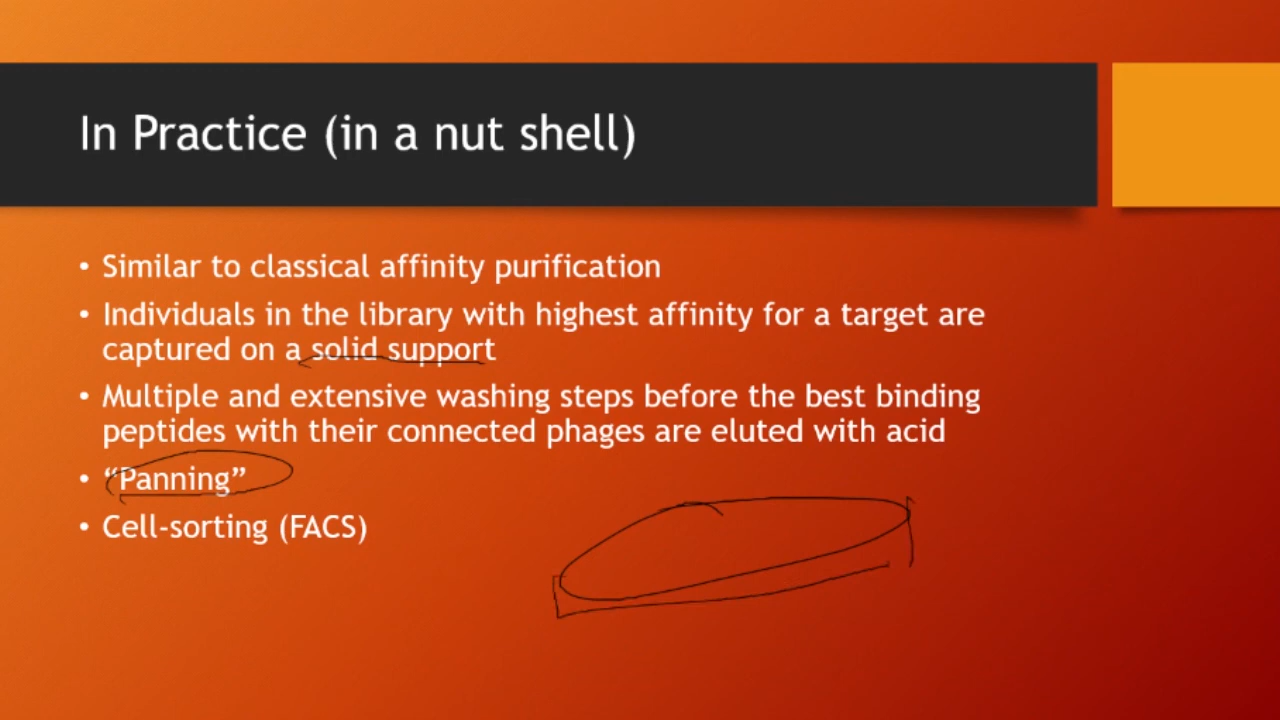 In Practice (in a nut shell)
• Similar to classical affinity purification
• Individuals in the library with highest affinity for a target are
captured on a solid support
• Multiple and extensive washing steps before the best binding
peptides with their connected phages are eluted with acid
• “Panning”
• Cell-sorting (FACS)